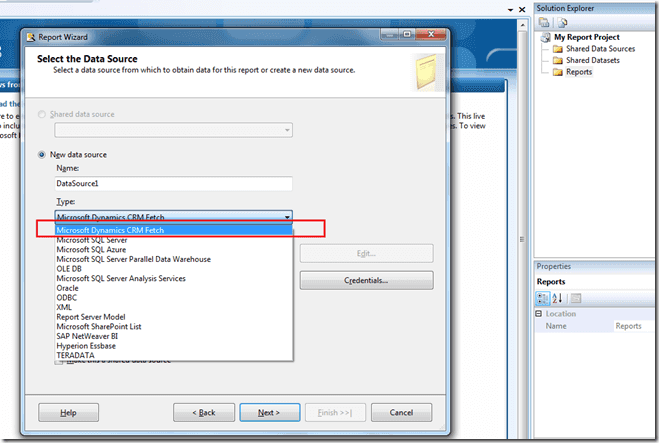 Report Wizard
Select the Data Source
Select a data source from which to obtain data for this report or create a new data source.
Shared data source
New data source
Name:
DataSource1
Type:
Microsoft Dynamics CRM Fetch
Microsoft Dynamics CRM Fetch
Microsoft SQL Server
Microsoft SQL Azure
Microsoft SQL Server Parallel Data Warehouse
OLE DB
Microsoft SQL Server Analysis Services
Oracle
ODBC
XML
Report Server Model
Microsoft SharePoint List
SAP NetWeaver BI
Hyperion Essbase
TERADATA
Make this a shared data source
Edit...
Credentials...
Help
< Back
Next >
Finish >>|
Cancel
ws from
ad the
re to e
o inclu
osoft
s. This live
ns. To view
Solution Explorer
My Report Project
Shared Data Sources
Shared Datasets
Reports
Properties
Reports
Location
Name Reports